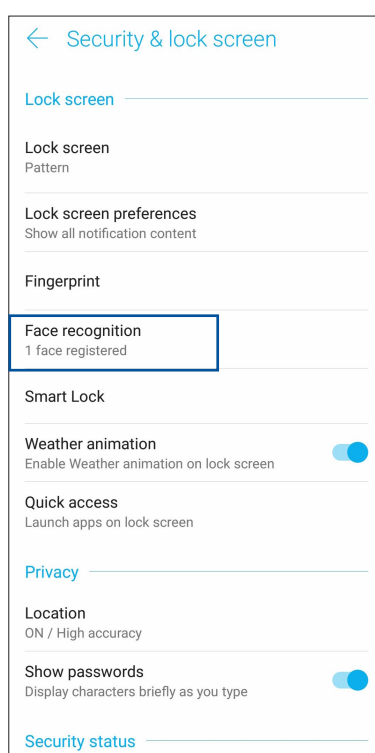 Security & lock screen
Lock screen
Lock screen
Pattern
Lock screen preferences
Show all notification content
Fingerprint
Face recognition
1 face registered
Smart Lock
Weather animation
Enable Weather animation on lock screen
Quick access
Launch apps on lock screen
Privacy
Location
ON / High accuracy
Show passwords
Display characters briefly as you type
Security status